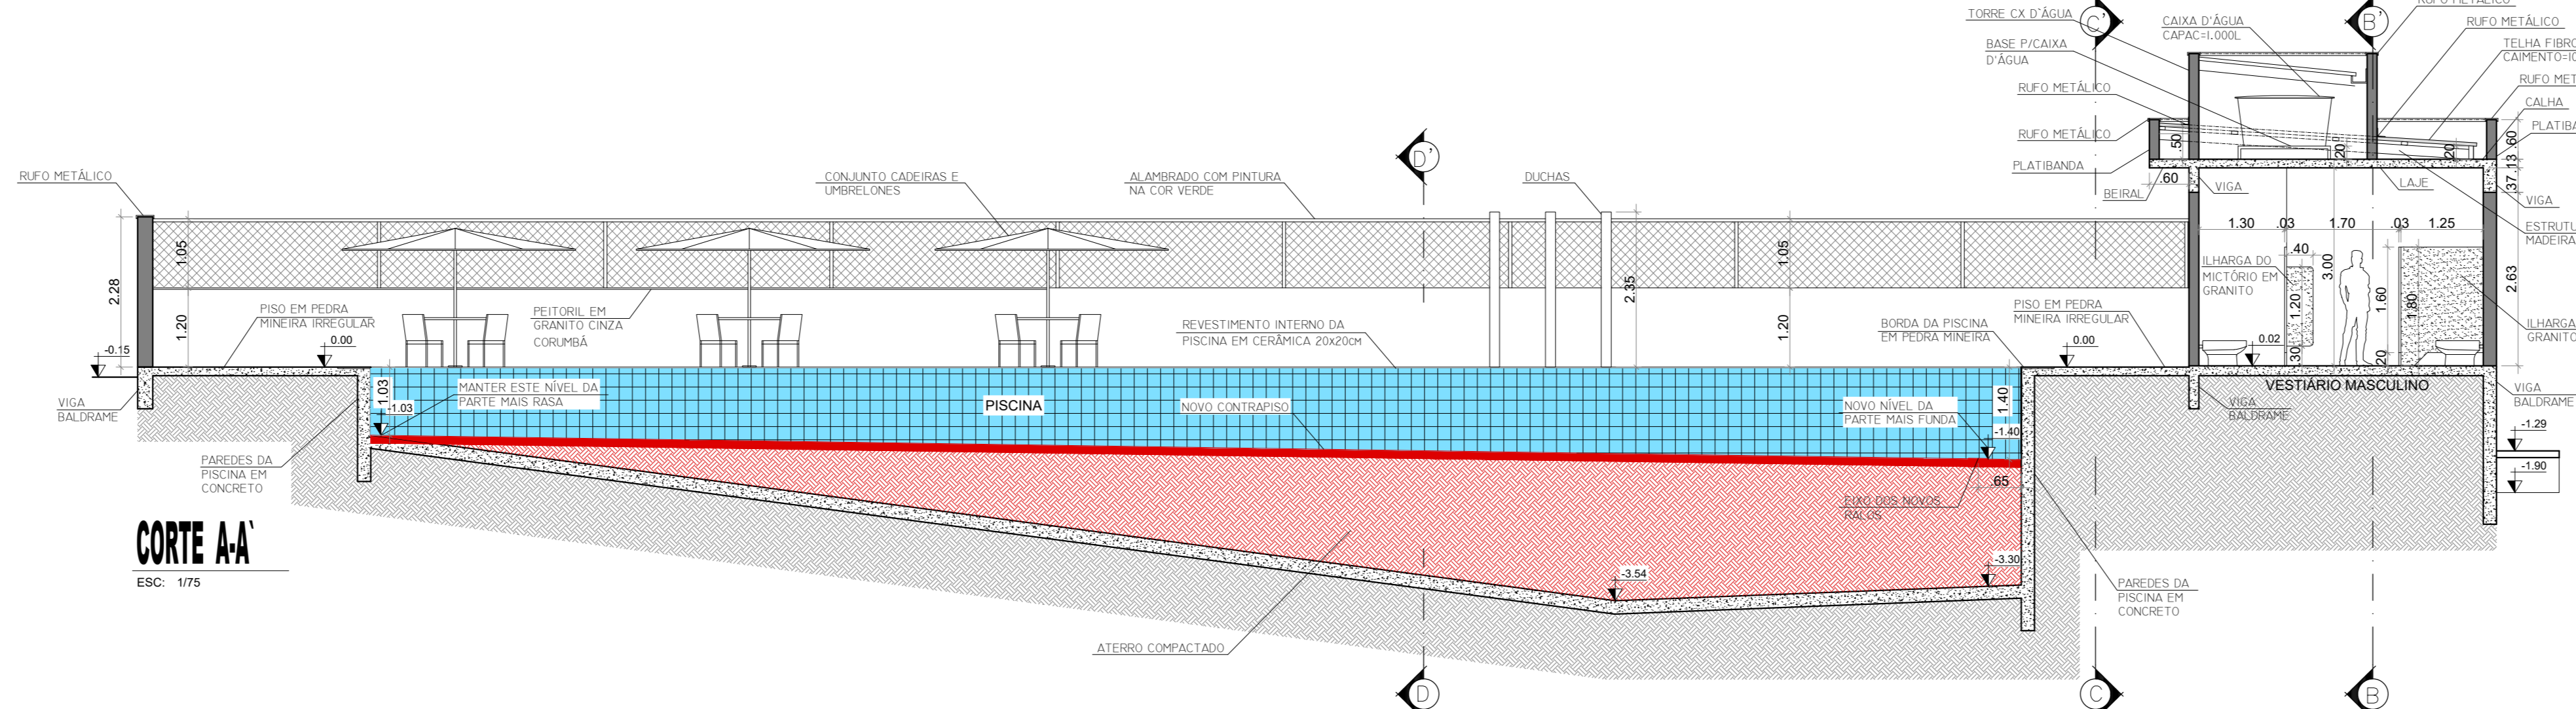 RUFO METÁLICO
TORRE CX D`ÁGUA
C'
CAIXA D'ÁGUA
CAPAC=1.000L
B'
RUFO METÁLICO
BASE P/CAIXA
D'ÁGUA
TELHA FIBRO
RUFO METÁLICO
RUFO MET
CALHA
RUFO METÁLICO
PLATIBA
PLATIBANDA
.50
.20
.20
.60
.13
.37
.60
BEIRAL
VIGA
LAJE
VIGA
RUFO METÁLICO
CONJUNTO CADEIRAS E
UMBRELONES
ALAMBRADO COM PINTURA
NA COR VERDE
D'
DUCHAS
1.30
.03
1.70
.03
1.25
ESTRUTU
MADEIRA
2.28
1.05
1.20
2.35
1.05
1.20
.40
3.00
1.20
.30
1.60
1.80
.20
2.63
ILHARGA DO
MICTÓRIO EM
GRANITO
ILHARGA
GRANITO
PISO EM PEDRA
MINEIRA IRREGULAR
PEITORIL EM
GRANITO CINZA
CORUMBÁ
REVESTIMENTO INTERNO DA
PISCINA EM CERÂMICA 20x20cm
BORDA DA PISCINA
EM PEDRA MINEIRA
PISO EM PEDRA
MINEIRA IRREGULAR
-0.15
0.00
0.00
0.02
VESTIÁRIO MASCULINO
VIGA
BALDRAME
1.03
-1.03
MANTER ESTE NÍVEL DA
PARTE MAIS RASA
PISCINA
NOVO CONTRAPISO
NOVO NÍVEL DA
PARTE MAIS FUNDA
1.40
-1.40
VIGA
BALDRAME
VIGA
BALDRAME
-1.29
-1.90
PAREDES DA
PISCINA EM
CONCRETO
.65
EIXO DOS NOVOS
RALOS
-3.54
-3.30
PAREDES DA
PISCINA EM
CONCRETO
ATERRO COMPACTADO
CORTE A-A`
ESC: 1/75
D
C
B